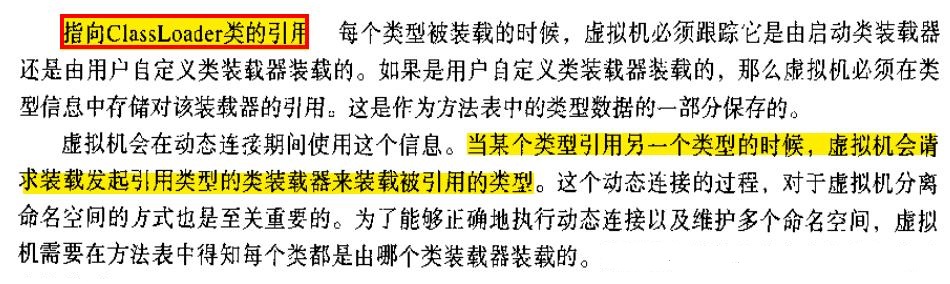 指向ClassLoader类的引用 每个类型被装载的时候，虚拟机必须跟踪它是由启动类装载器
还是由用户自定义类装载器装载的。如果是用户自定义类装载器装载的，那么虚拟机必须在类
型信息中存储对该装载器的引用。这是作为方法表中的类型数据的一部分保存的。
虚拟机会在动态连接期间使用这个信息。当某个类型引用另一个类型的时候，虚拟机会请
求装载发起引用类型的类装载器来装载被引用的类型。这个动态连接的过程，对于虚拟机分离
命名空间的方式也是至关重要的。为了能够正确地执行动态连接以及维护多个命名空间，虚拟
机需要在方法表中得知每个类都是由哪个类装载器装载的。